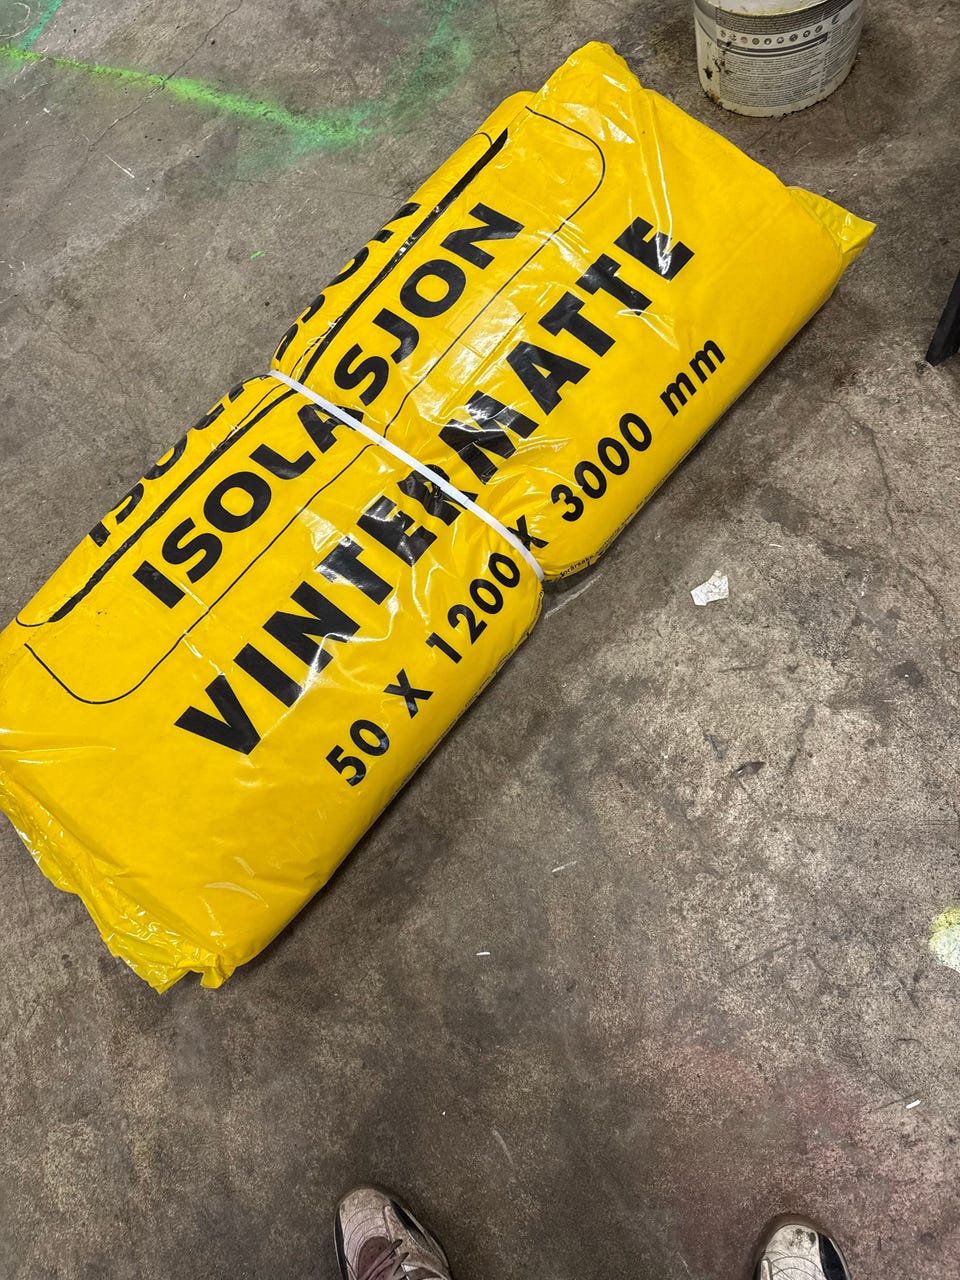 ISOLASJON
VINTERMATTE
50 x 1200 x 3000 mm